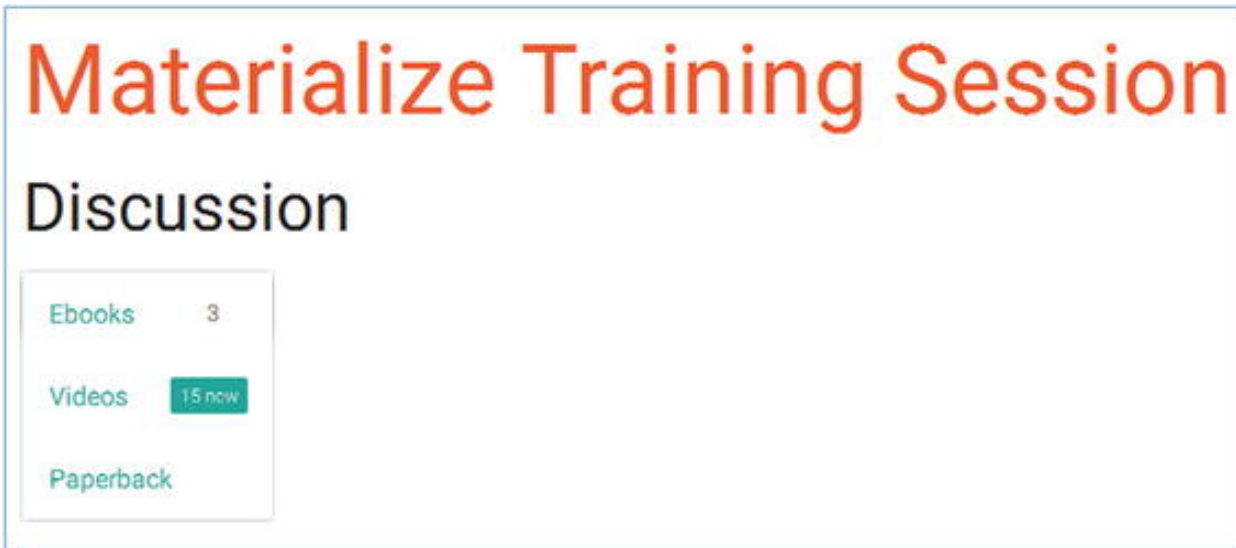 Materialize Training Session
Discussion
Ebooks 3
Videos 15 new
Paperback